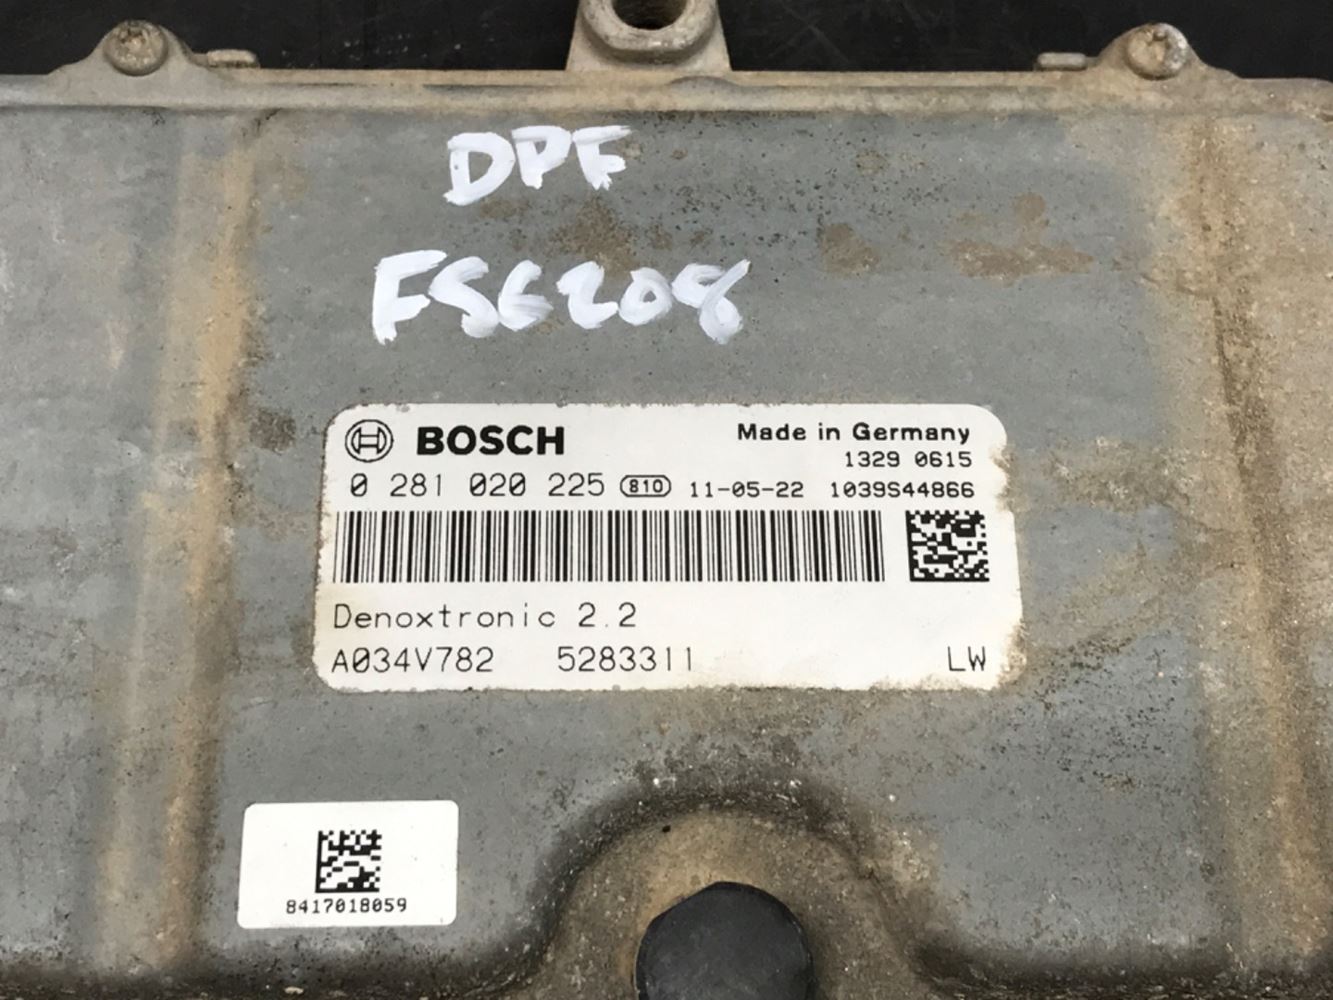 DPF
FSG208
BOSCH
Made in Germany
1329 0615
0 281 020 225 810 11-05-22 1039S44866
Denoxtronic 2.2
A034V782 5283311 LW
8417018059